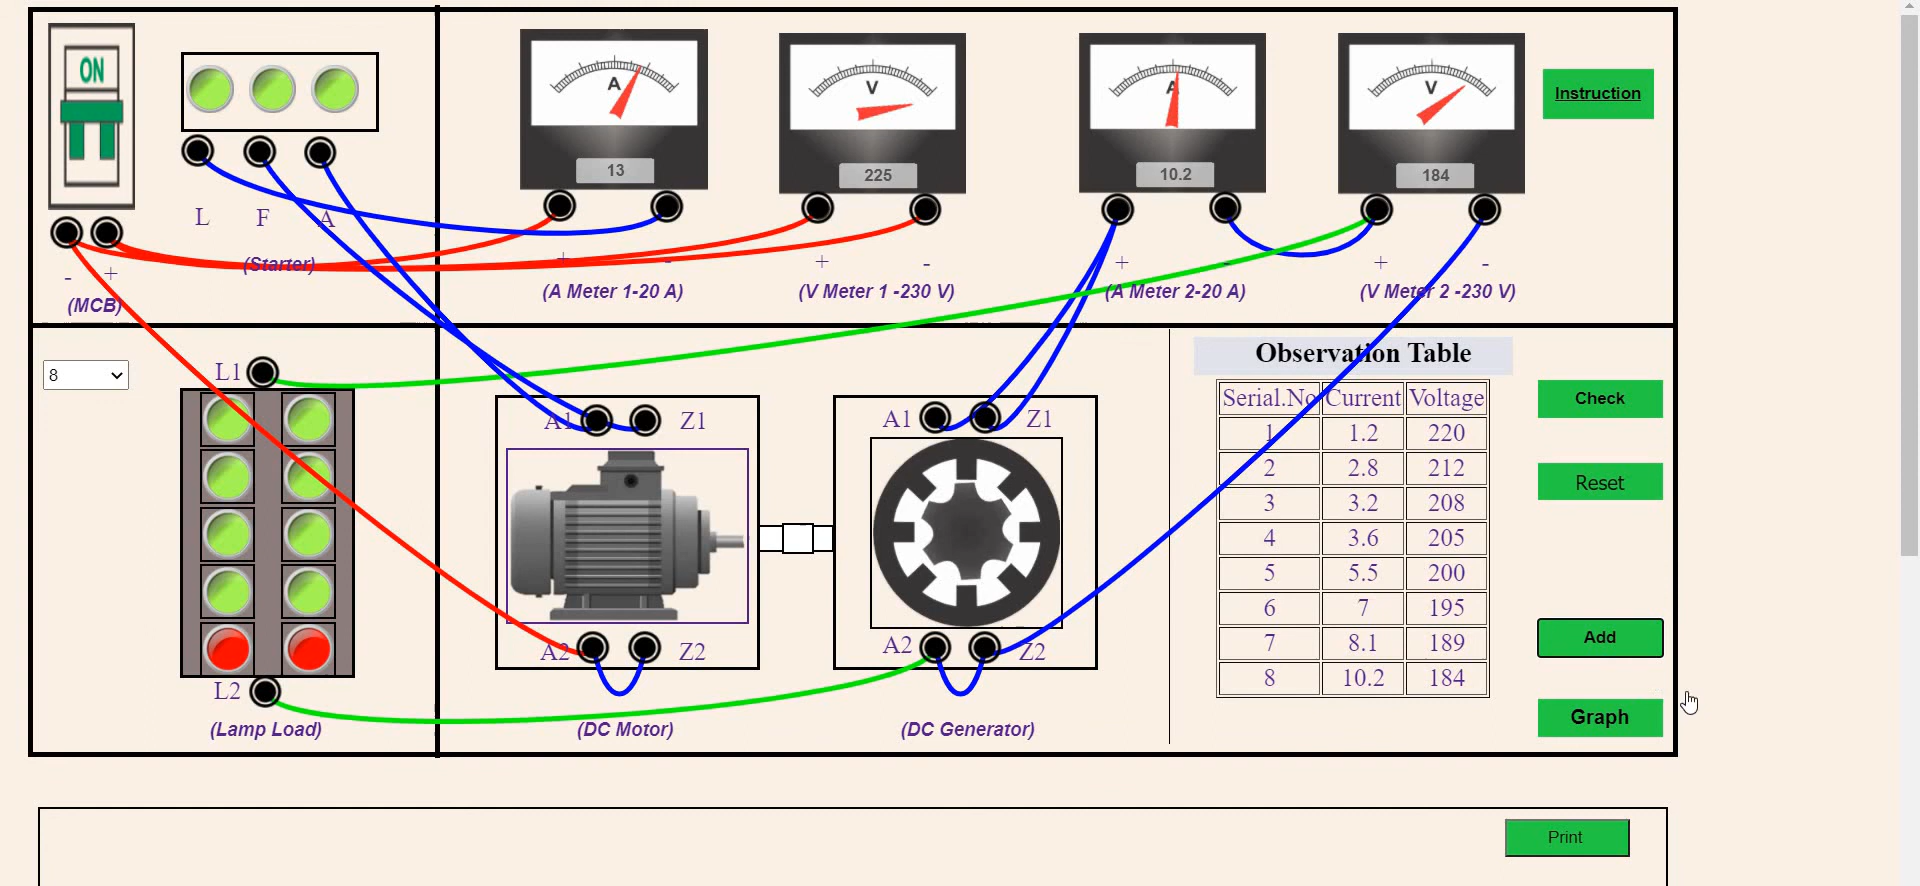 ON
A
V
A
V
Instruction
13
225
10.2
184
L F A
- +
(MCB)
(Starter)
+ -
(A Meter 1-20 A)
+ -
(V Meter 1 -230 V)
+ -
(A Meter 2-20 A)
+ -
(V Meter 2 -230 V)
8
L1
L2
(Lamp Load)
A1 Z1
A2 Z2
(DC Motor)
A1 Z1
A2 Z2
(DC Generator)
Observation Table
Serial.No Current Voltage
1 1.2 220
2 2.8 212
3 3.2 208
4 3.6 205
5 5.5 200
6 7 195
7 8.1 189
8 10.2 184
Check
Reset
Add
Graph
Print